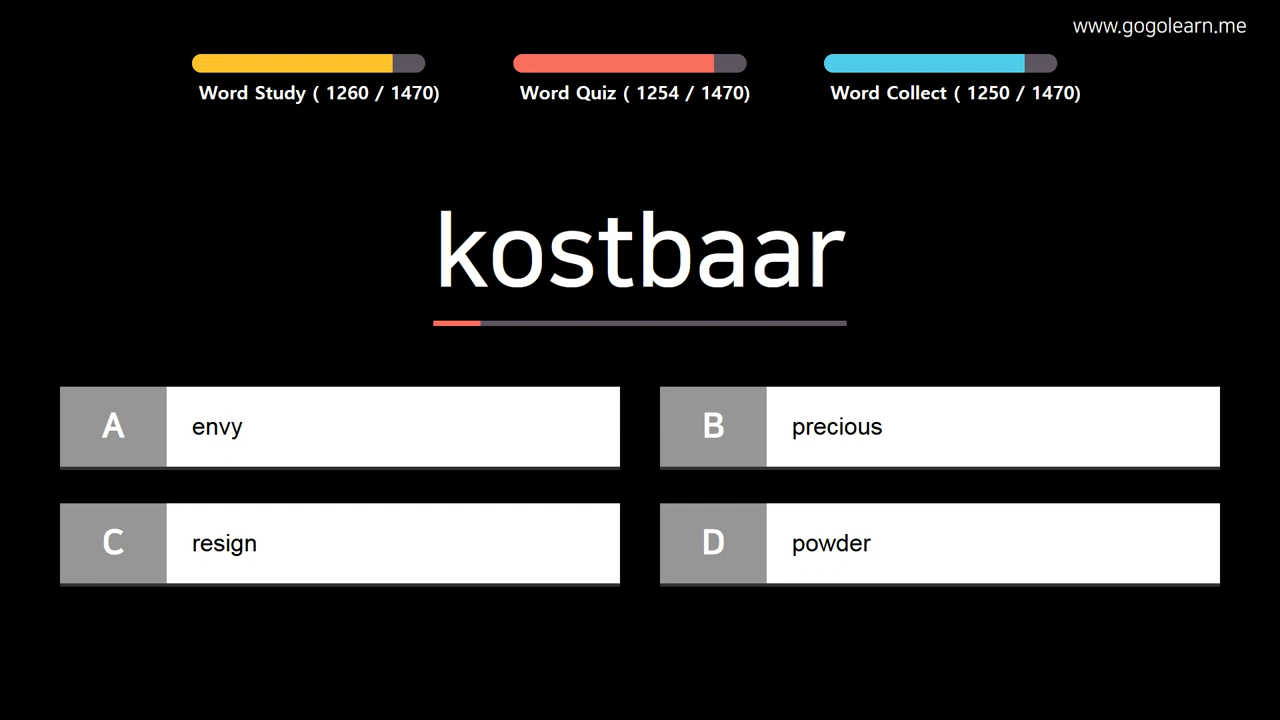 www.gogolearn.me
Word Study ( 1260 / 1470)
Word Quiz ( 1254 / 1470)
Word Collect ( 1250 / 1470)
kostbaar
A envy
B precious
C resign
D powder